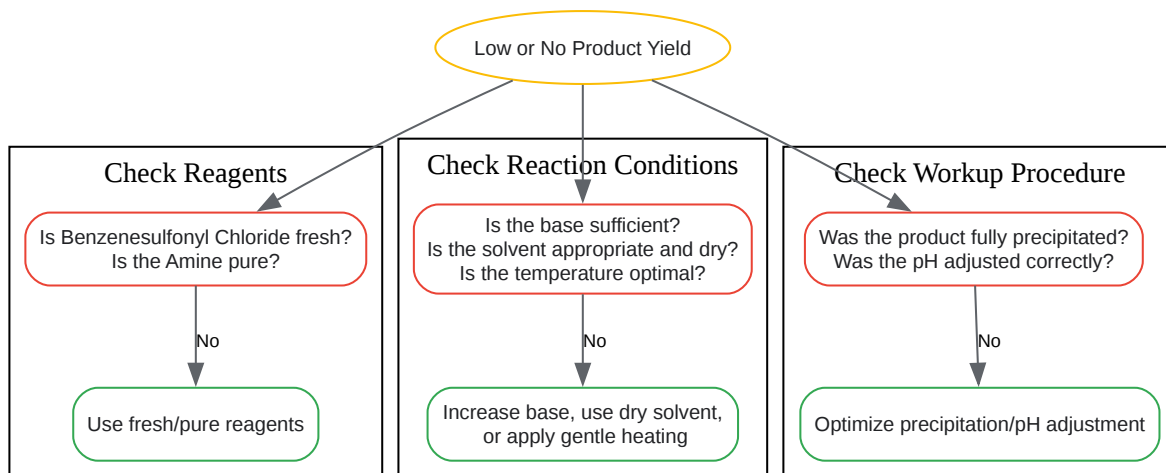 Low or No Product Yield
Check Reagents
Is Benzenesulfonyl Chloride fresh?
Is the Amine pure?
No
Use fresh/pure reagents
Check Reaction Conditions
Is the base sufficient?
Is the solvent appropriate and dry?
Is the temperature optimal?
No
Increase base, use dry solvent,
or apply gentle heating
Check Workup Procedure
Was the product fully precipitated?
Was the pH adjusted correctly?
No
Optimize precipitation/pH adjustment